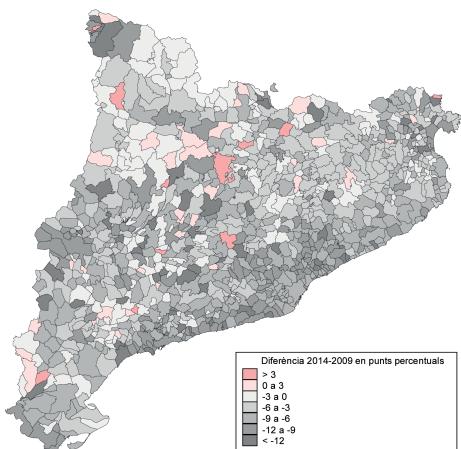 Diferència 2014-2009 en punts percentuals
> 3
0 a 3
-3 a 0
-6 a -3
-9 a -6
-12 a -9
< -12